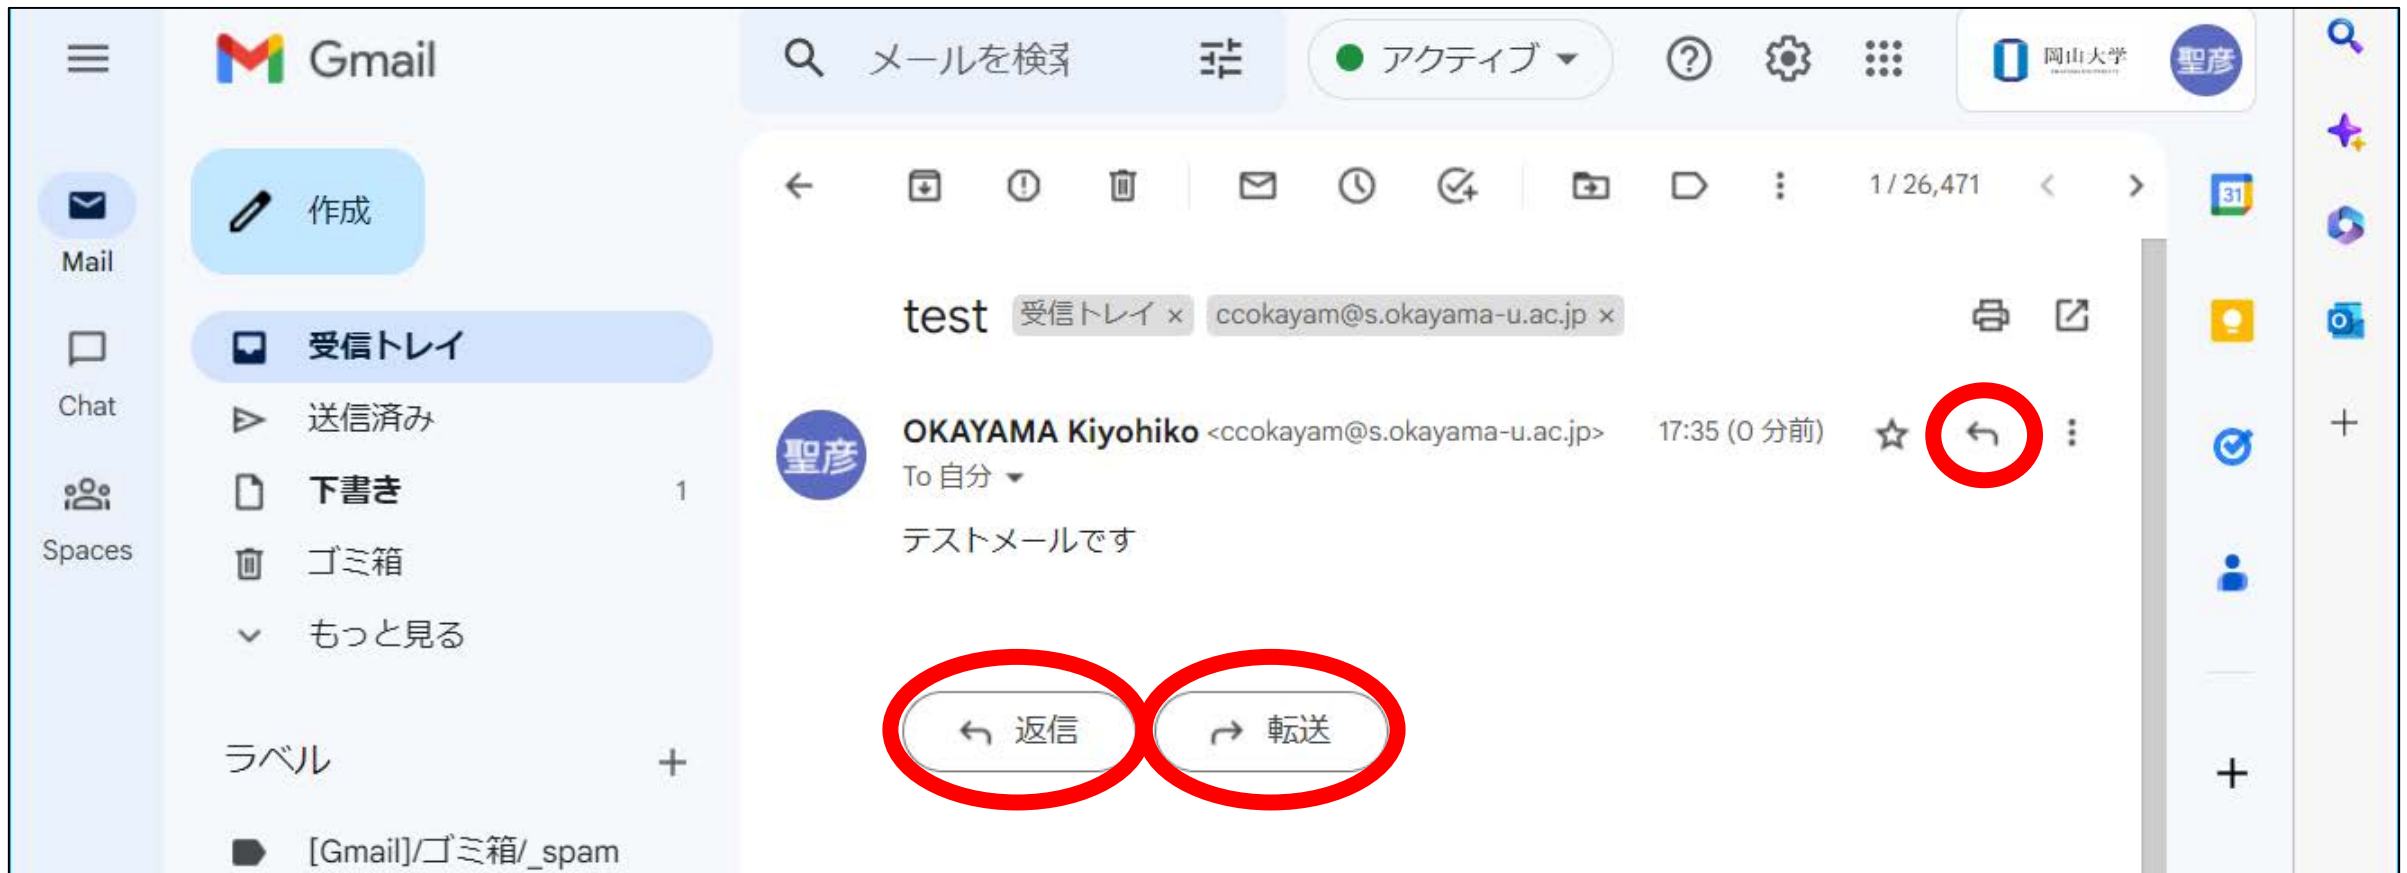 Gmail
メールを検索
アクティブ
岡山大学
聖彦
Mail
作成
1 / 26,471
31
test 受信トレイ × ccokayam@s.okayama-u.ac.jp ×
受信トレイ
Chat
送信済み
聖彦
OKAYAMA Kiyohiko <ccokayam@s.okayama-u.ac.jp> 17:35 (0 分前)
To 自分
下書き 1
Spaces
ゴミ箱
テストメールです
もっと見る
返信
転送
ラベル
[Gmail]/ゴミ箱/_spam